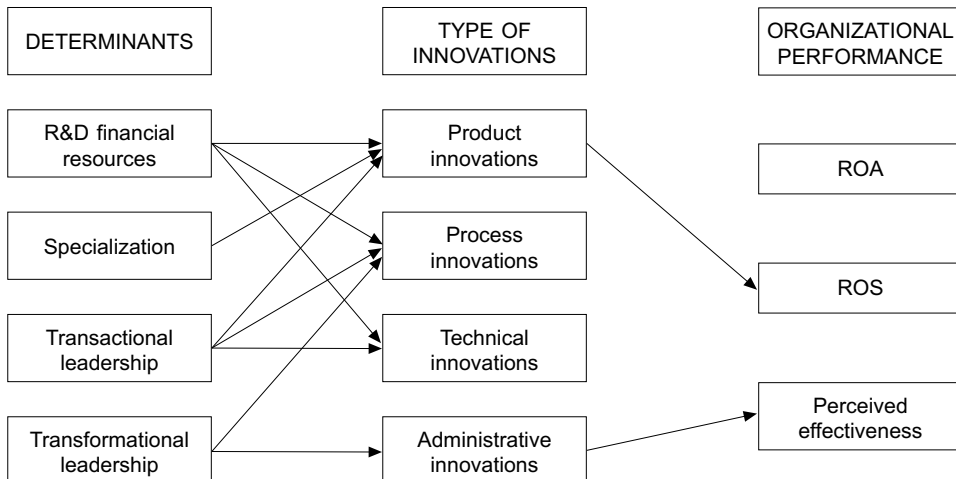 DETERMINANTS
TYPE OF
INNOVATIONS
ORGANIZATIONAL
PERFORMANCE
R&D financial
resources
Product
innovations
ROA
Specialization
Process
innovations
ROS
Transactional
leadership
Technical
innovations
Perceived
effectiveness
Transformational
leadership
Administrative
innovations